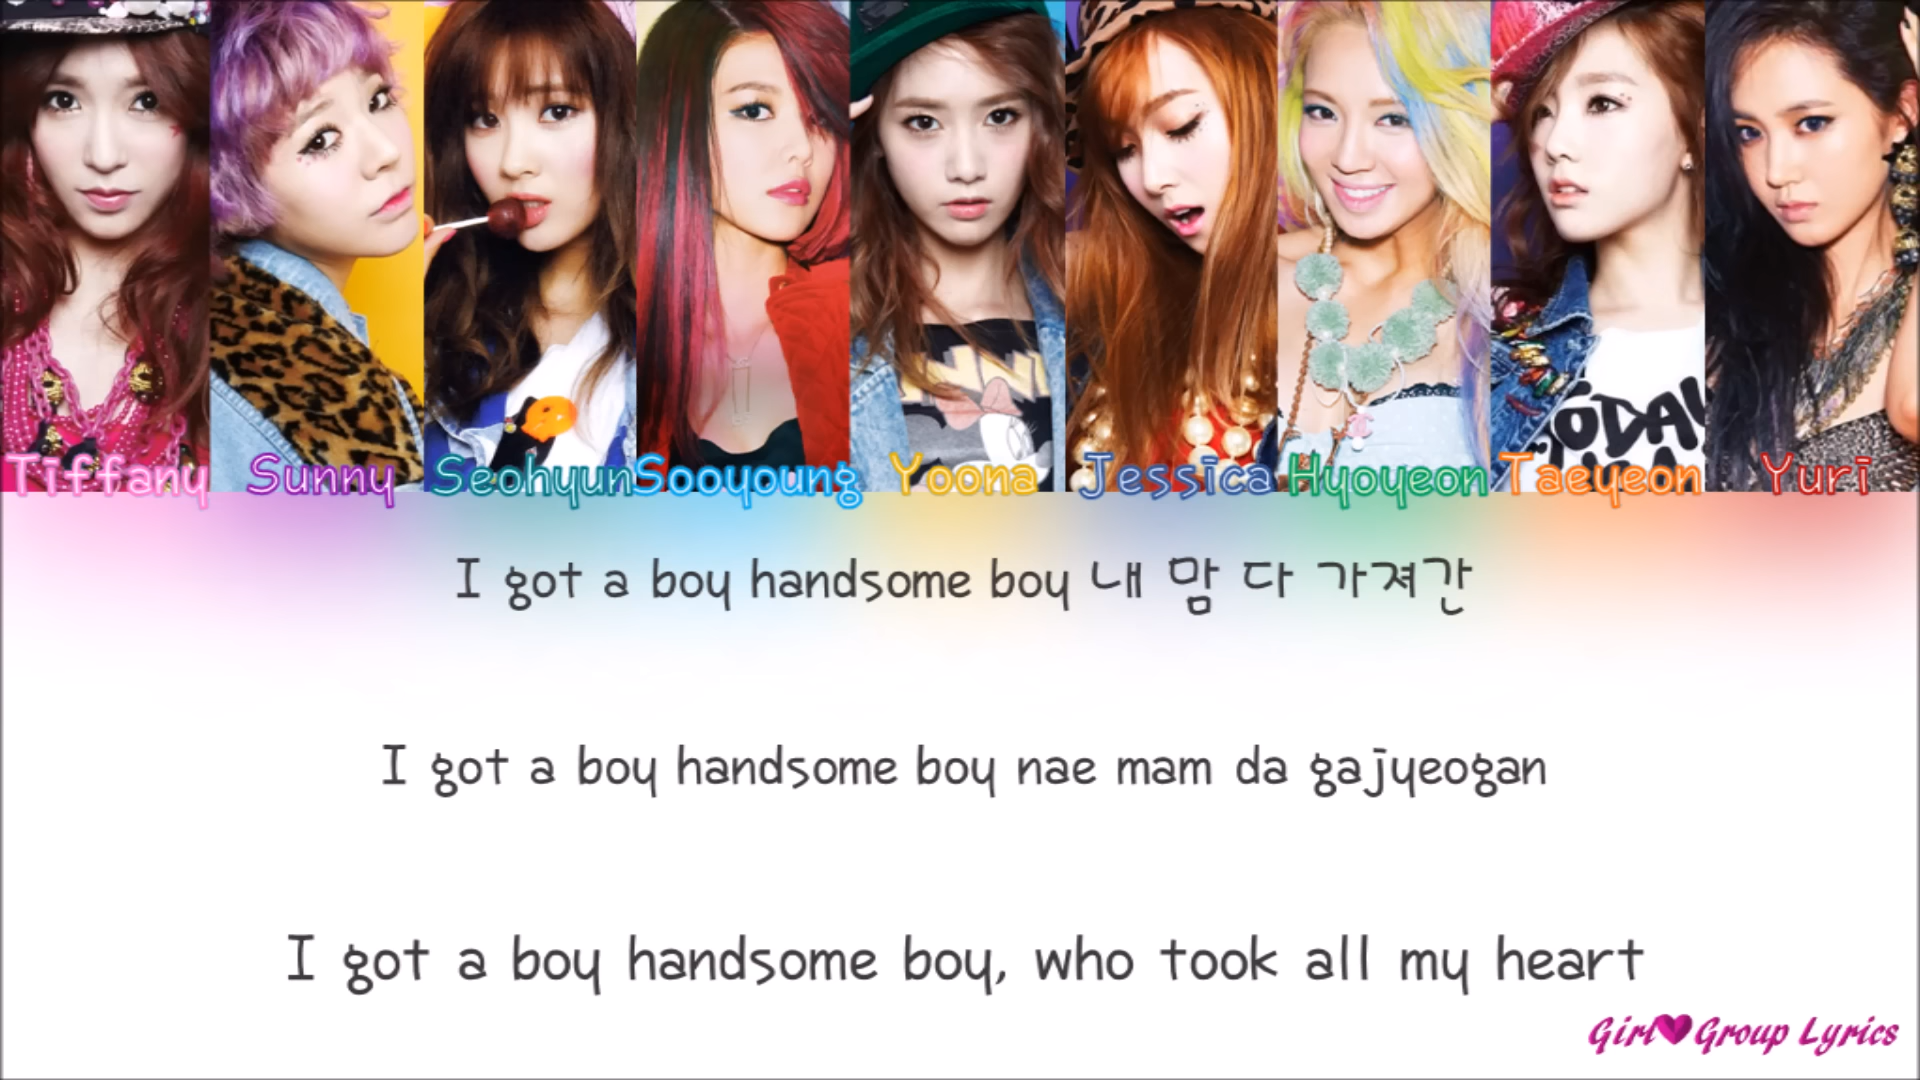 Tiffany Sunny Seohyun Sooyoung Yoona Jessica Hyoyeon Taeyeon Yuri
I got a boy handsome boy 내 맘 다 가져간
I got a boy handsome boy nae mam da gajyeogan
I got a boy handsome boy, who took all my heart
Girl Group Lyrics